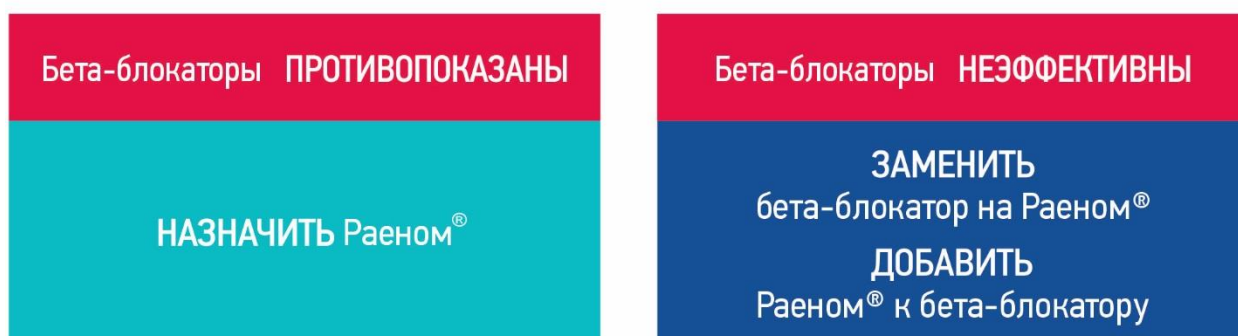 Бета-блокаторы ПРОТИВОПОКАЗАНЫ
НАЗНАЧИТЬ Раеном®
Бета-блокаторы НЕЭФФЕКТИВНЫ
ЗАМЕНИТЬ
бета-блокатор на Раеном®
ДОБАВИТЬ
Раеном® к бета-блокатору